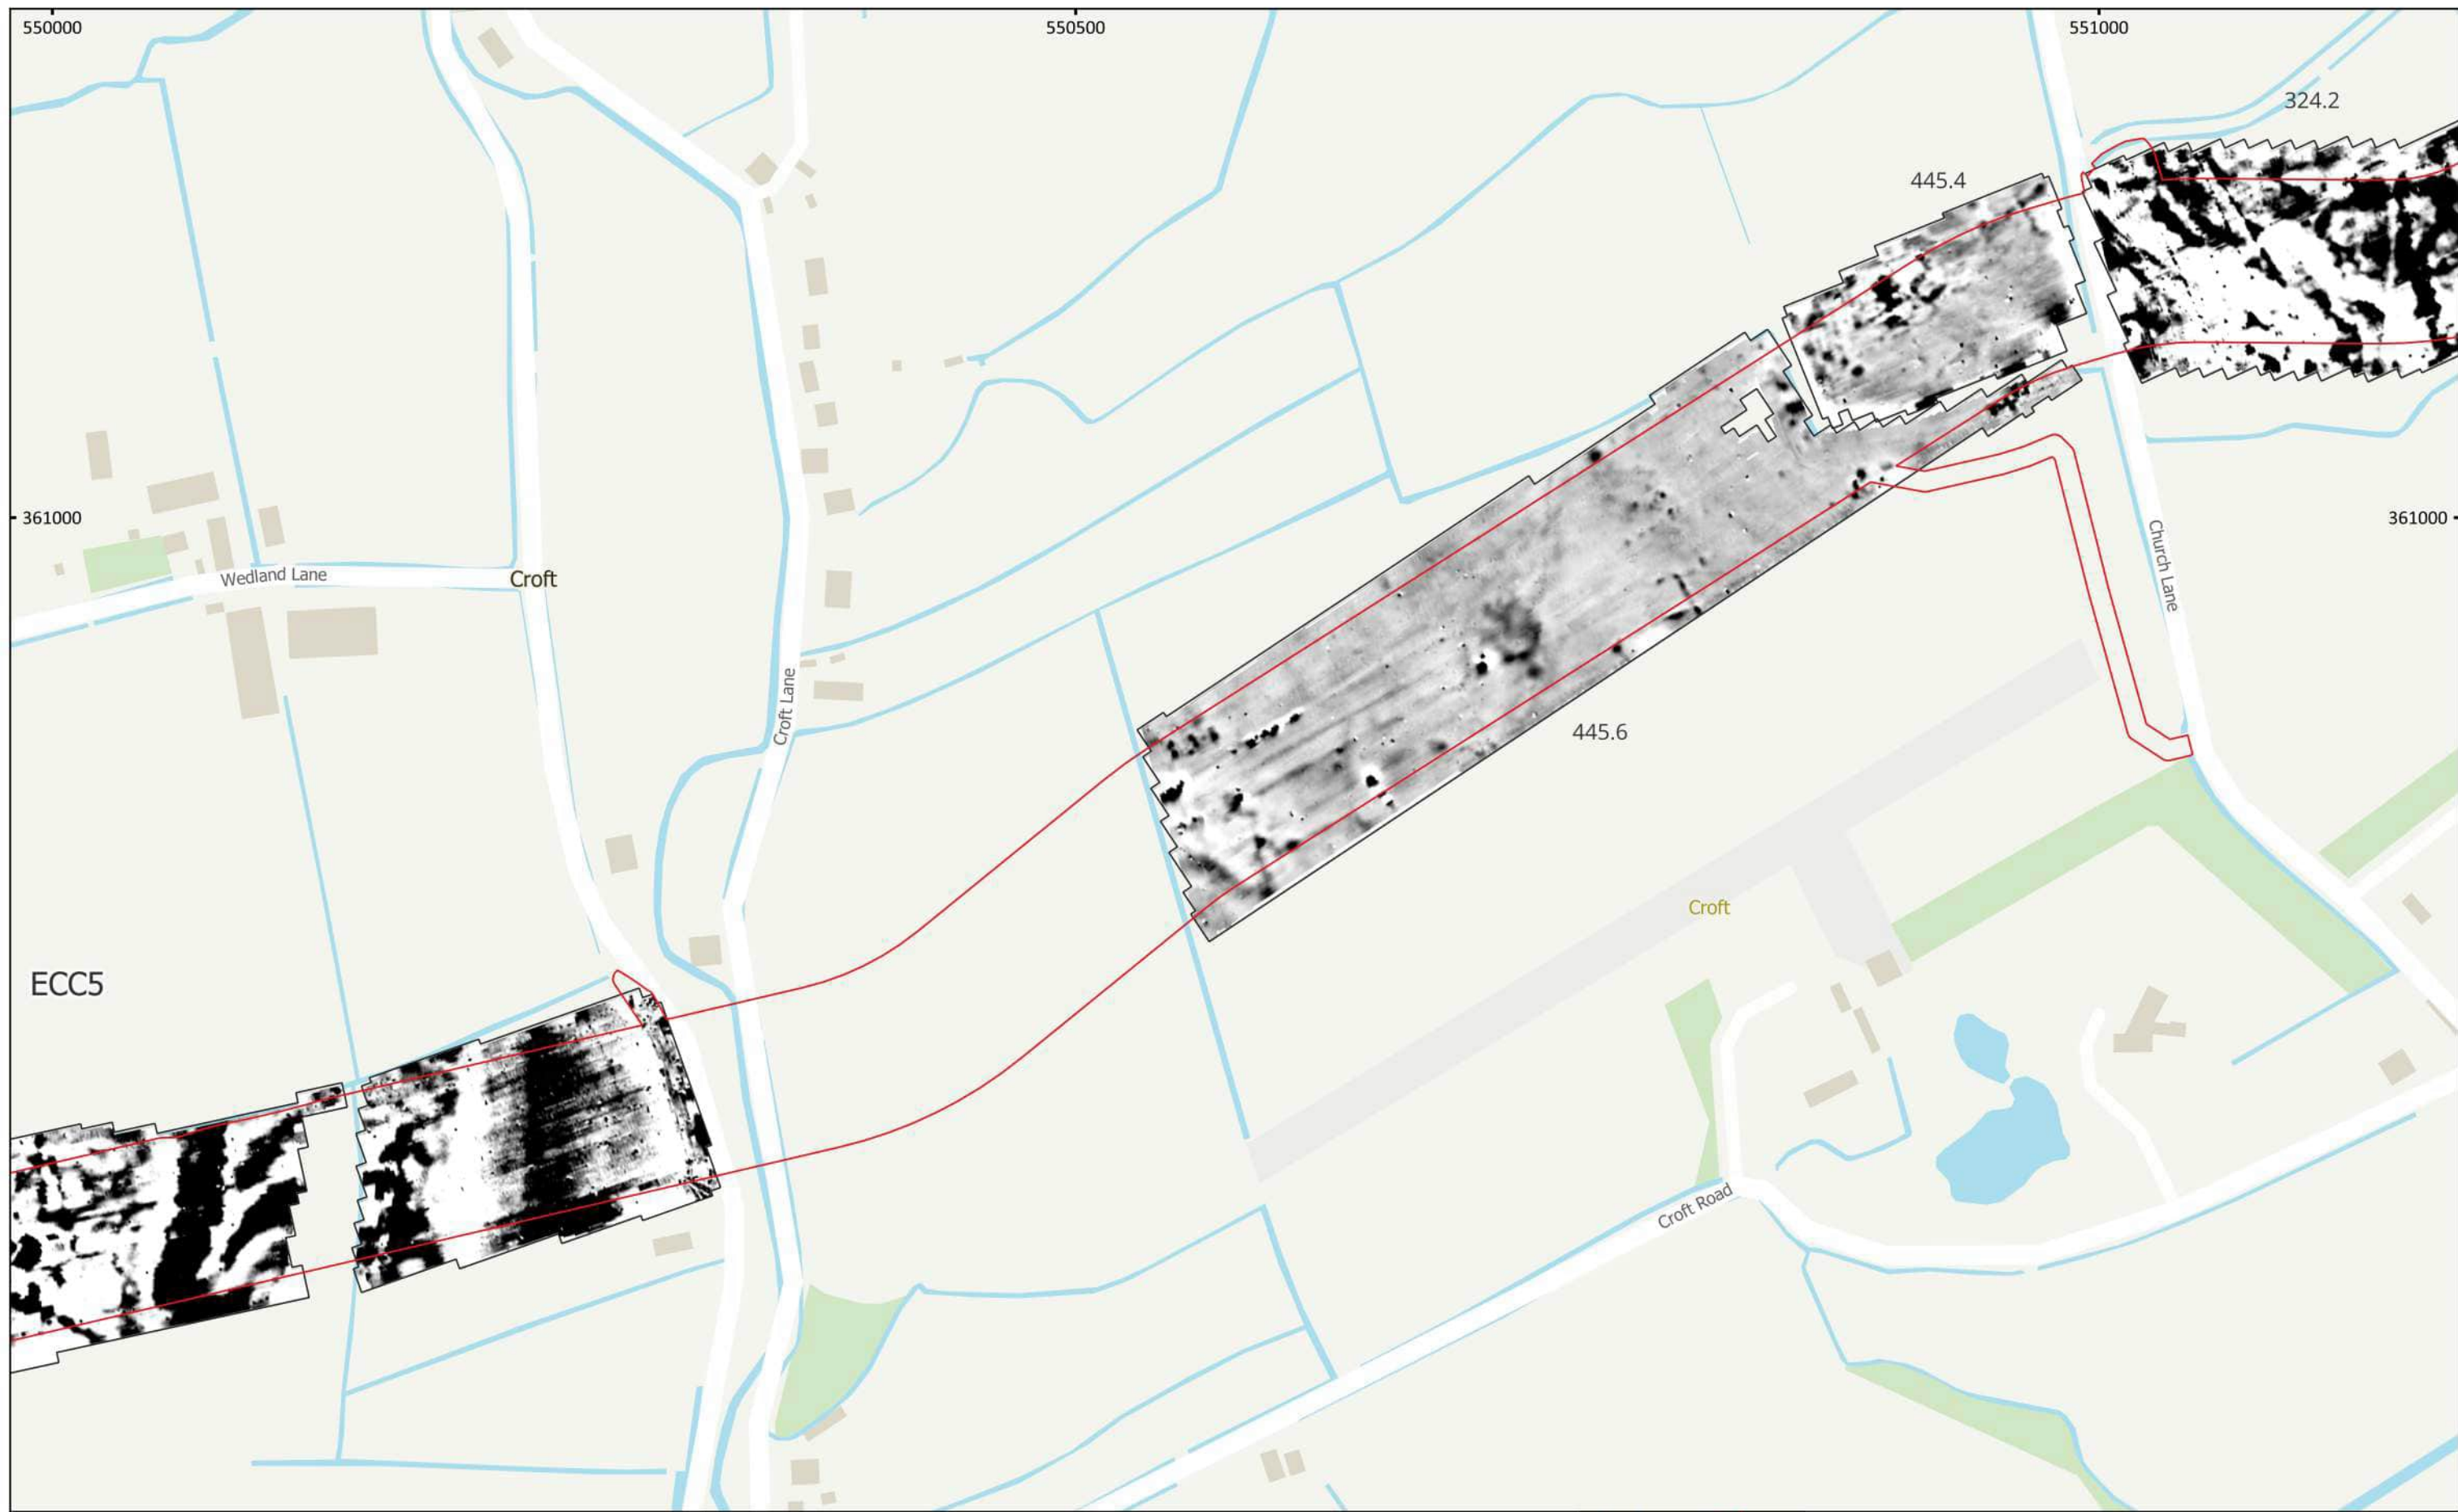 550000
550500
551000
324.2
445.4
361000
361000
Church Lane
Wedland Lane
Croft
Croft Lane
445.6
Croft
ECC5
Croft Road